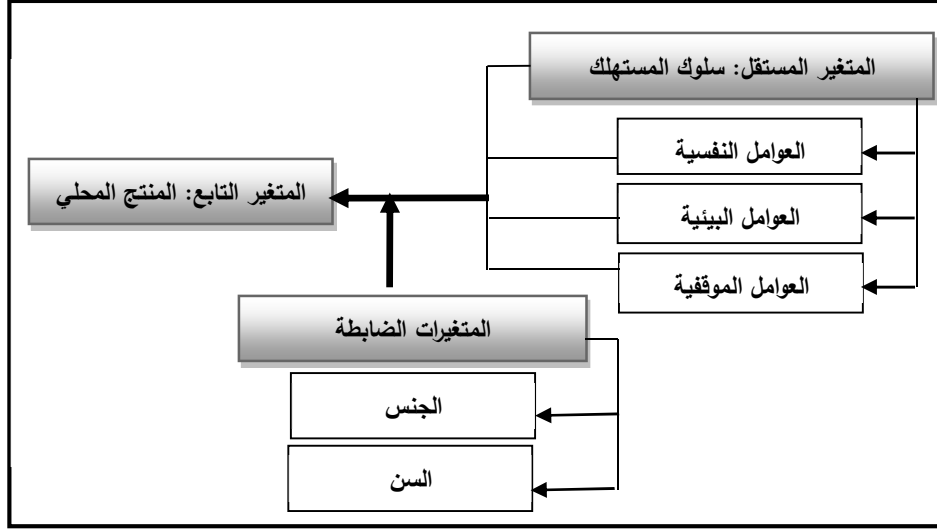 المتغير المستقل: سلوك المستهلك
العوامل النفسية
العوامل البيئية
العوامل الموقفية
المتغير التابع: المنتج المحلي
المتغيرات الضابطة
الجنس
السن